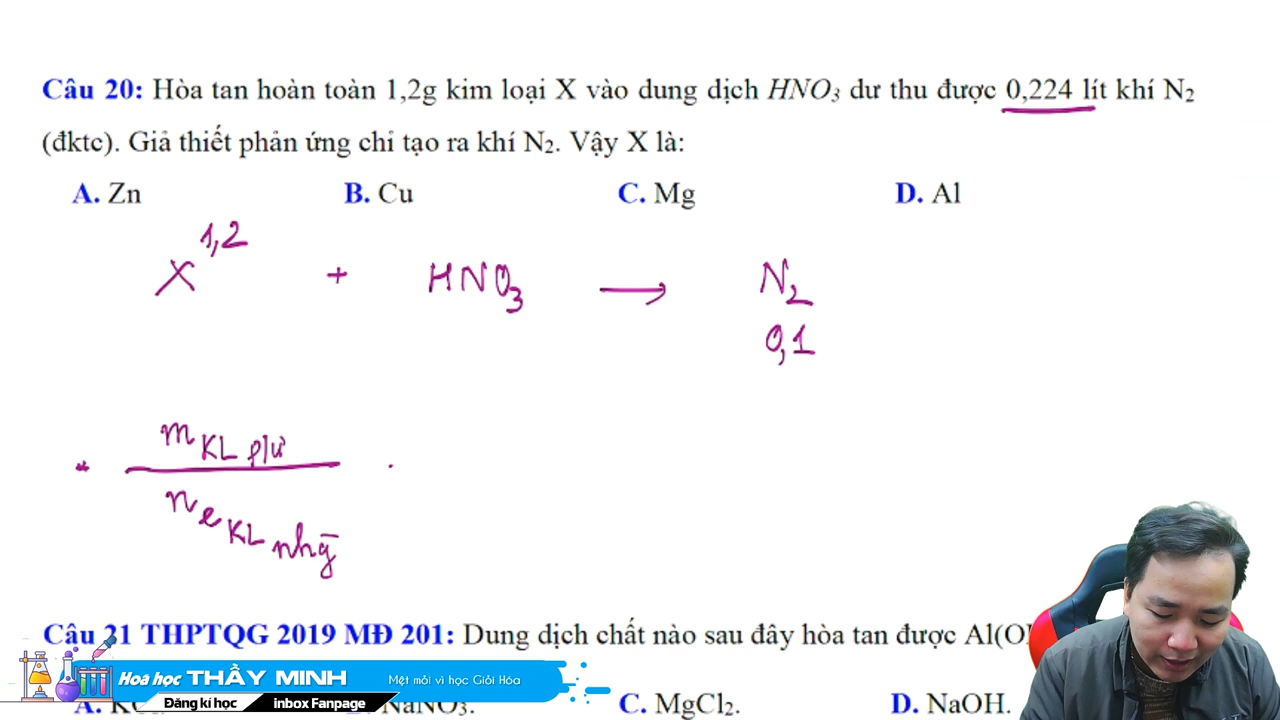 Câu 20: Hòa tan hoàn toàn 1,2g kim loại X vào dung dịch HNO₃ dư thu được 0,224 lít khí N₂
(đktc). Giả thiết phản ứng chỉ tạo ra khí N₂. Vậy X là:
A. Zn B. Cu C. Mg D. Al
X^1,2 + HNO₃ → N₂
0,1
* m KL p/ư
n e KL nhg̅
Câu 21 THPTQG 2019 MĐ 201: Dung dịch chất nào sau đây hòa tan được Al(O
Hoá học THẦY MINH Mệt mỏi vì học Giỏi Hóa
Đăng kí học inbox Fanpage
A. NaNO₃. C. MgCl₂. D. NaOH.